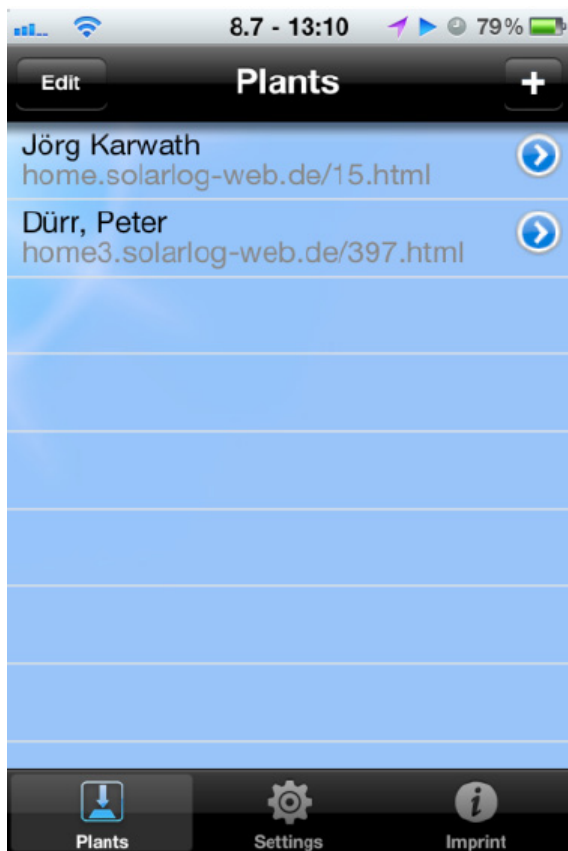 8.7 - 13:10 79%
Edit Plants +
Jörg Karwath
home.solarlog-web.de/15.html
Dürr, Peter
home3.solarlog-web.de/397.html
Plants Settings Imprint